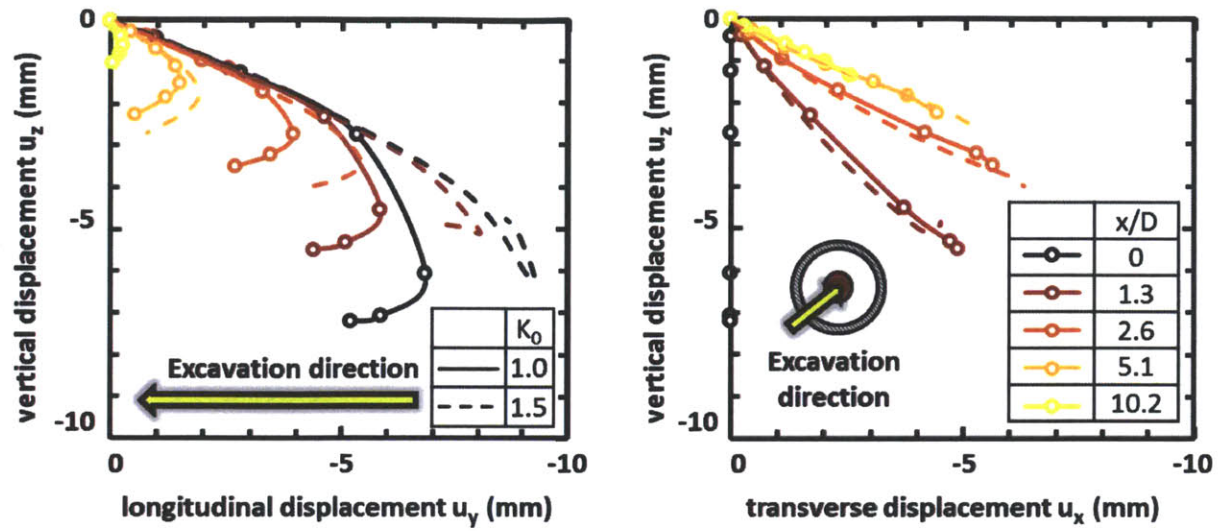 0
-5
-10
vertical displacement u_z (mm)
0 -5 -10
longitudinal displacement u_y (mm)
K_0
1.0
1.5
Excavation direction
0
-5
-10
vertical displacement u_z (mm)
0 -5 -10
transverse displacement u_x (mm)
Excavation
direction
x/D
0
1.3
2.6
5.1
10.2